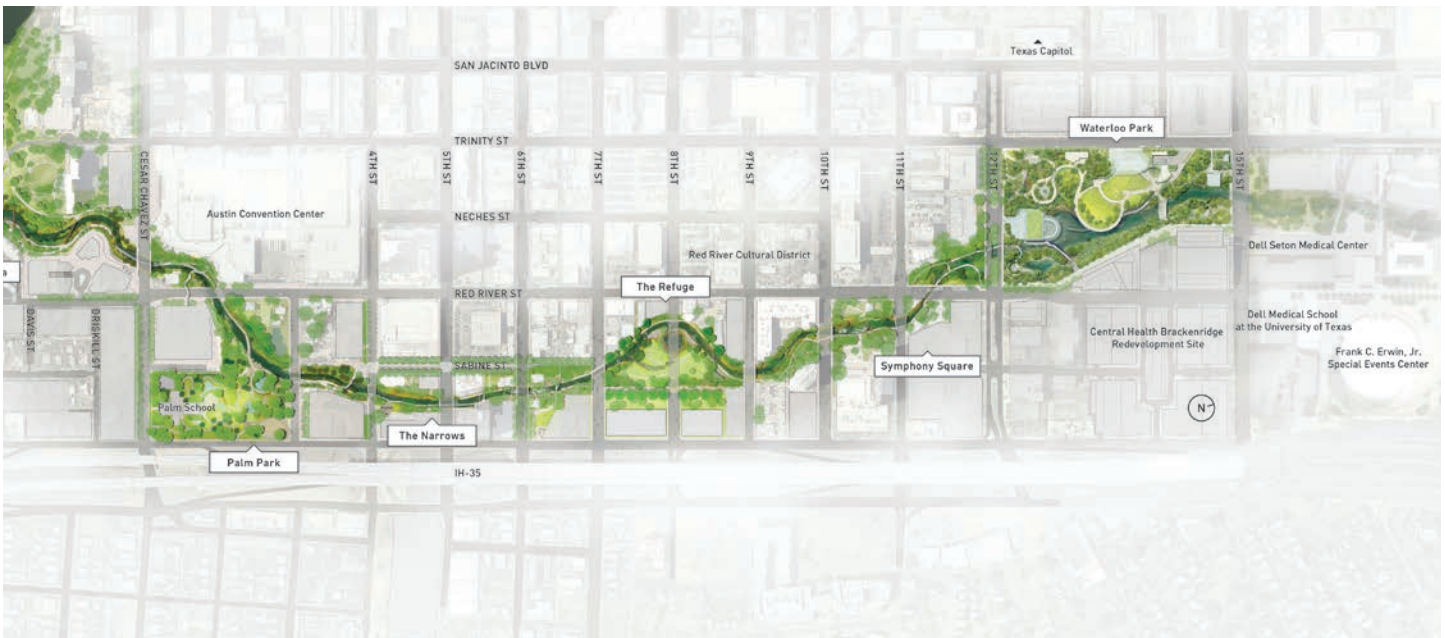 Texas Capitol
SAN JACINTO BLVD
Waterloo Park
TRINITY ST
CESAR CHAVEZ ST
4TH ST
5TH ST
6TH ST
7TH ST
8TH ST
9TH ST
10TH ST
11TH ST
12TH ST
15TH ST
Austin Convention Center
NECHES ST
Dell Seton Medical Center
Red River Cultural District
a
The Refuge
RED RIVER ST
DAVIS ST
DRISKILL ST
Dell Medical School
at the University of Texas
Central Health Brackenridge
Redevelopment Site
Frank C. Erwin, Jr.
Special Events Center
SABINE ST
Symphony Square
Palm School
N
The Narrows
Palm Park
IH-35